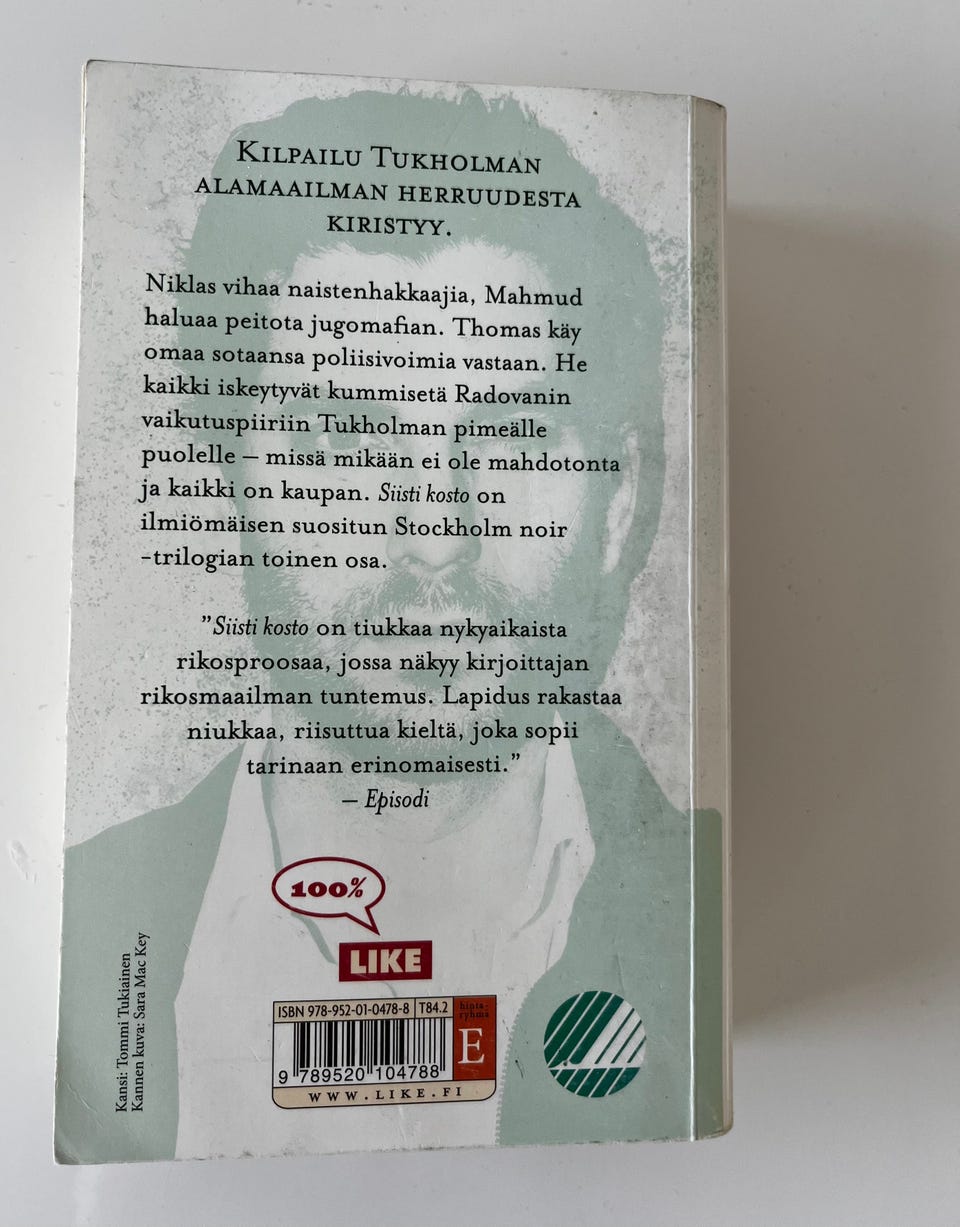 KILPAILU TUKHOLMAN
ALAMAAILMAN HERRUUDESTA
KIRISTYY.
Niklas vihaa naistenhakkaajia, Mahmud
haluaa peitota jugomafian. Thomas käy
omaa sotaansa poliisivoimia vastaan. He
kaikki iskeytyvät kummisetä Radovanin
vaikutuspiiriin Tukholman pimeälle
puolelle – missä mikään ei ole mahdotonta
ja kaikki on kaupan. Siisti kosto on
ilmiömäisen suositun Stockholm noir
-trilogian toinen osa.
”Siisti kosto on tiukkaa nykyaikaista
rikosproosaa, jossa näkyy kirjoittajan
rikosmaailman tuntemus. Lapidus rakastaa
niukkaa, riisuttua kieltä, joka sopii
tarinaan erinomaisesti.”
– Episodi
100%
LIKE
ISBN 978-952-01-0478-8 T84.2
hinta-
ryhmä
E
9 789520 104788
WWW.LIKE.FI
Kansi: Tommi Tukiainen
Kannen kuva: Sara Mac Key